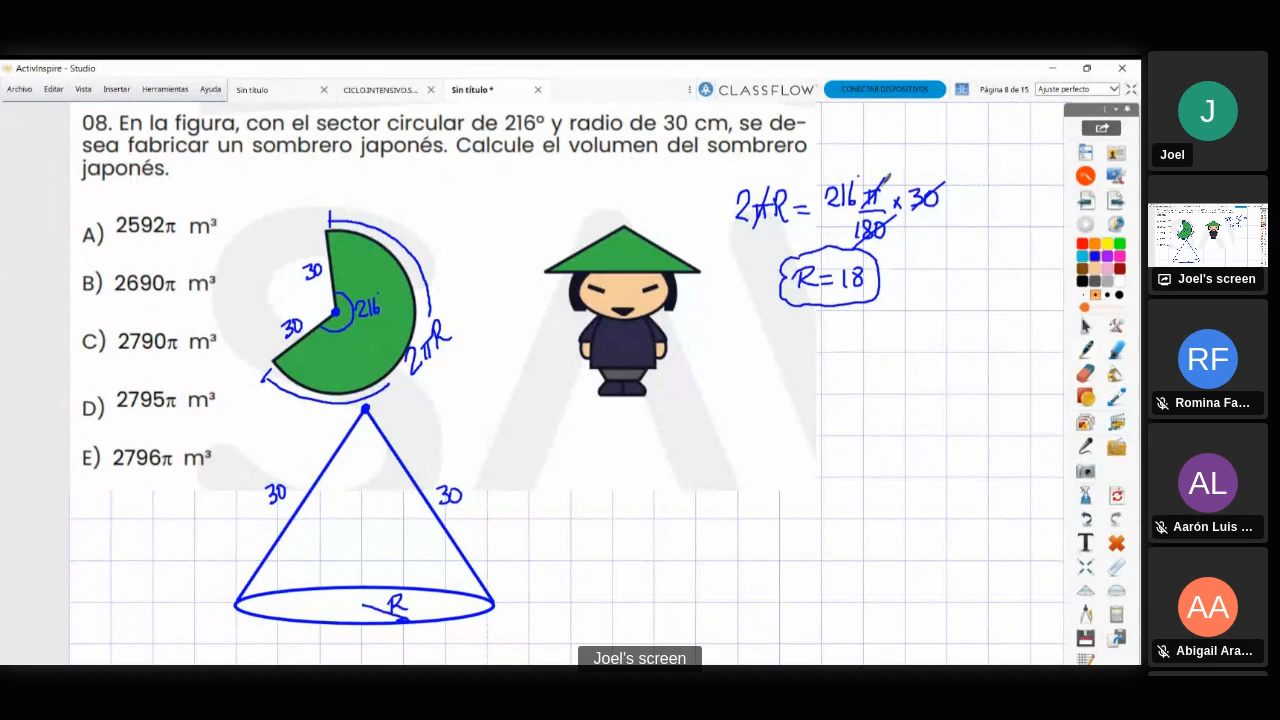 ActivInspire - Studio
Archivo Editar Vista Insertar Herramientas Ayuda
Sin título
CICLO.INTENSIVO.S...
Sin título *
CLASSFLOW
CONECTAR DISPOSITIVOS
Página 8 de 15
Ajuste perfecto
08. En la figura, con el sector circular de 216° y radio de 30 cm, se de-
sea fabricar un sombrero japonés. Calcule el volumen del sombrero
japonés.
A) 2592π m³
B) 2690π m³
C) 2790π m³
D) 2795π m³
E) 2796π m³
30
30
216°
2πR
2πR = 216π/180 × 30
R = 18
30
30
R
SA
T
Joel's screen
J
Joel
Joel's screen
RF
Romina Fa...
AL
Aarón Luis ...
AA
Abigail Ara...